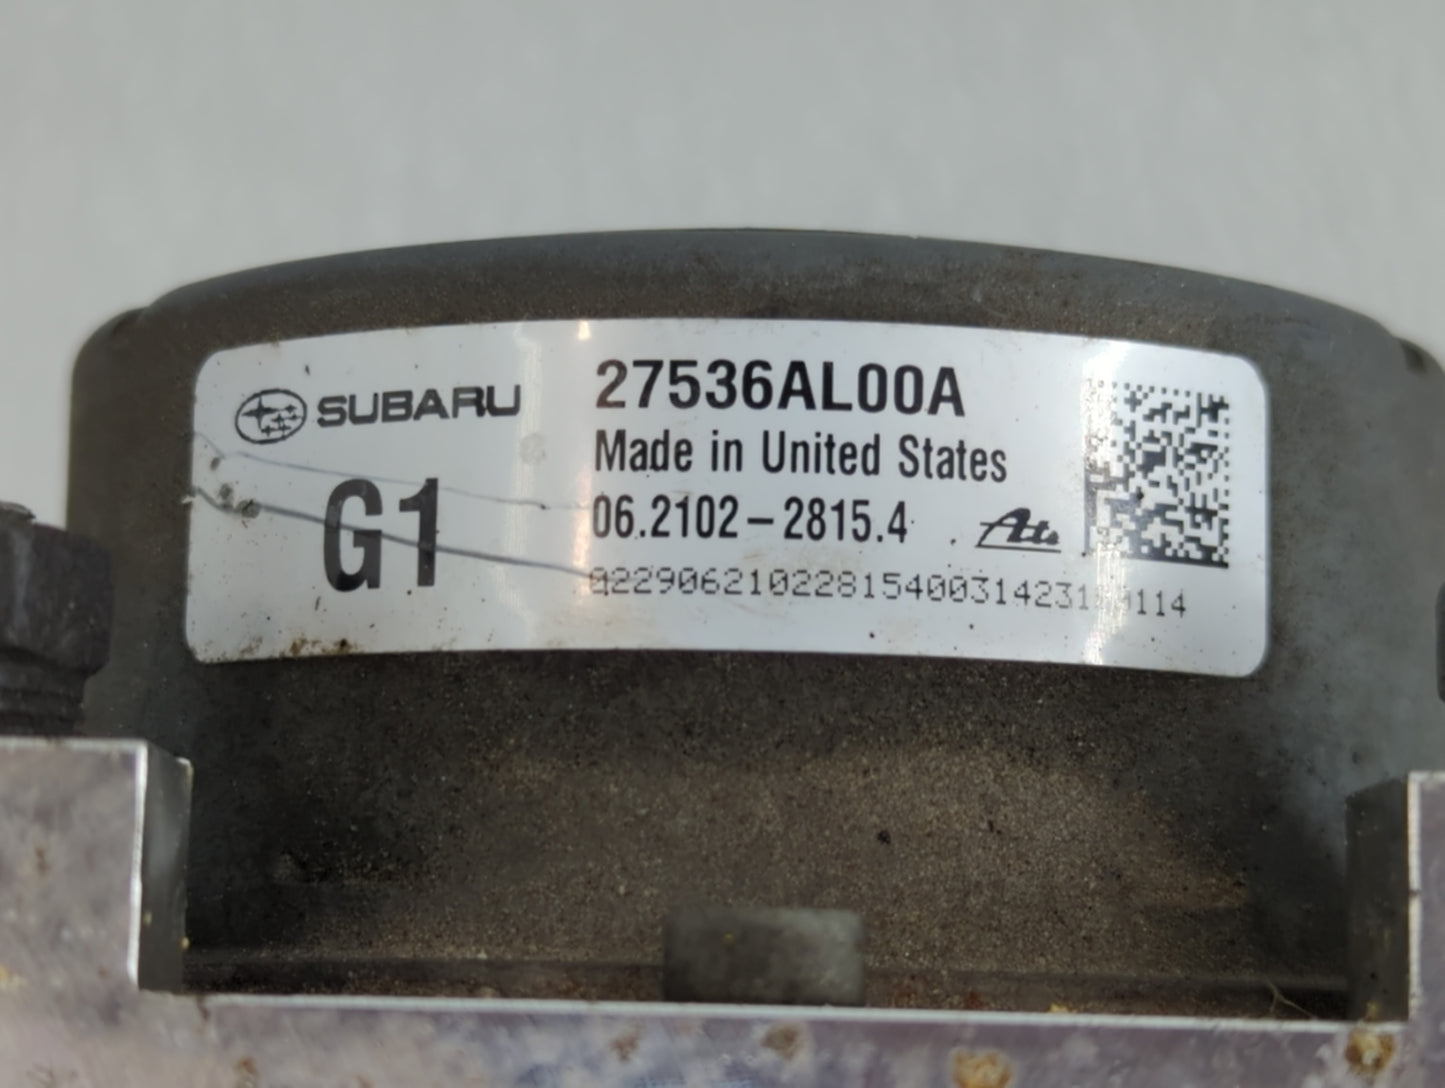 SUBARU
G1
27536AL00A
Made in United States
06.2102-2815.4
Ate